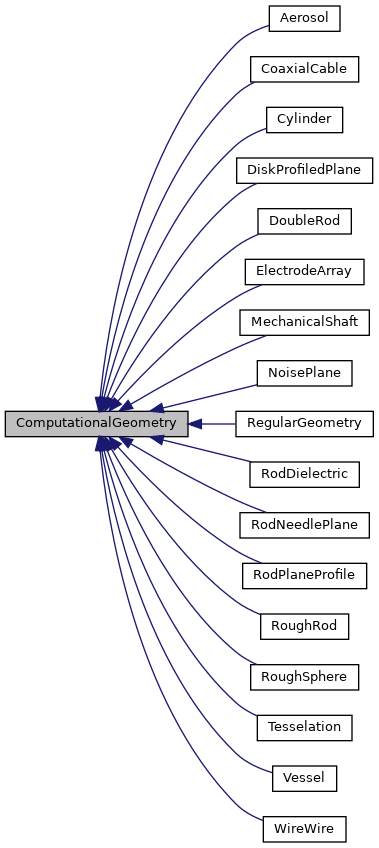 Aerosol
CoaxialCable
Cylinder
DiskProfiledPlane
DoubleRod
ElectrodeArray
MechanicalShaft
NoisePlane
ComputationalGeometry
RegularGeometry
RodDielectric
RodNeedlePlane
RodPlaneProfile
RoughRod
RoughSphere
Tesselation
Vessel
WireWire